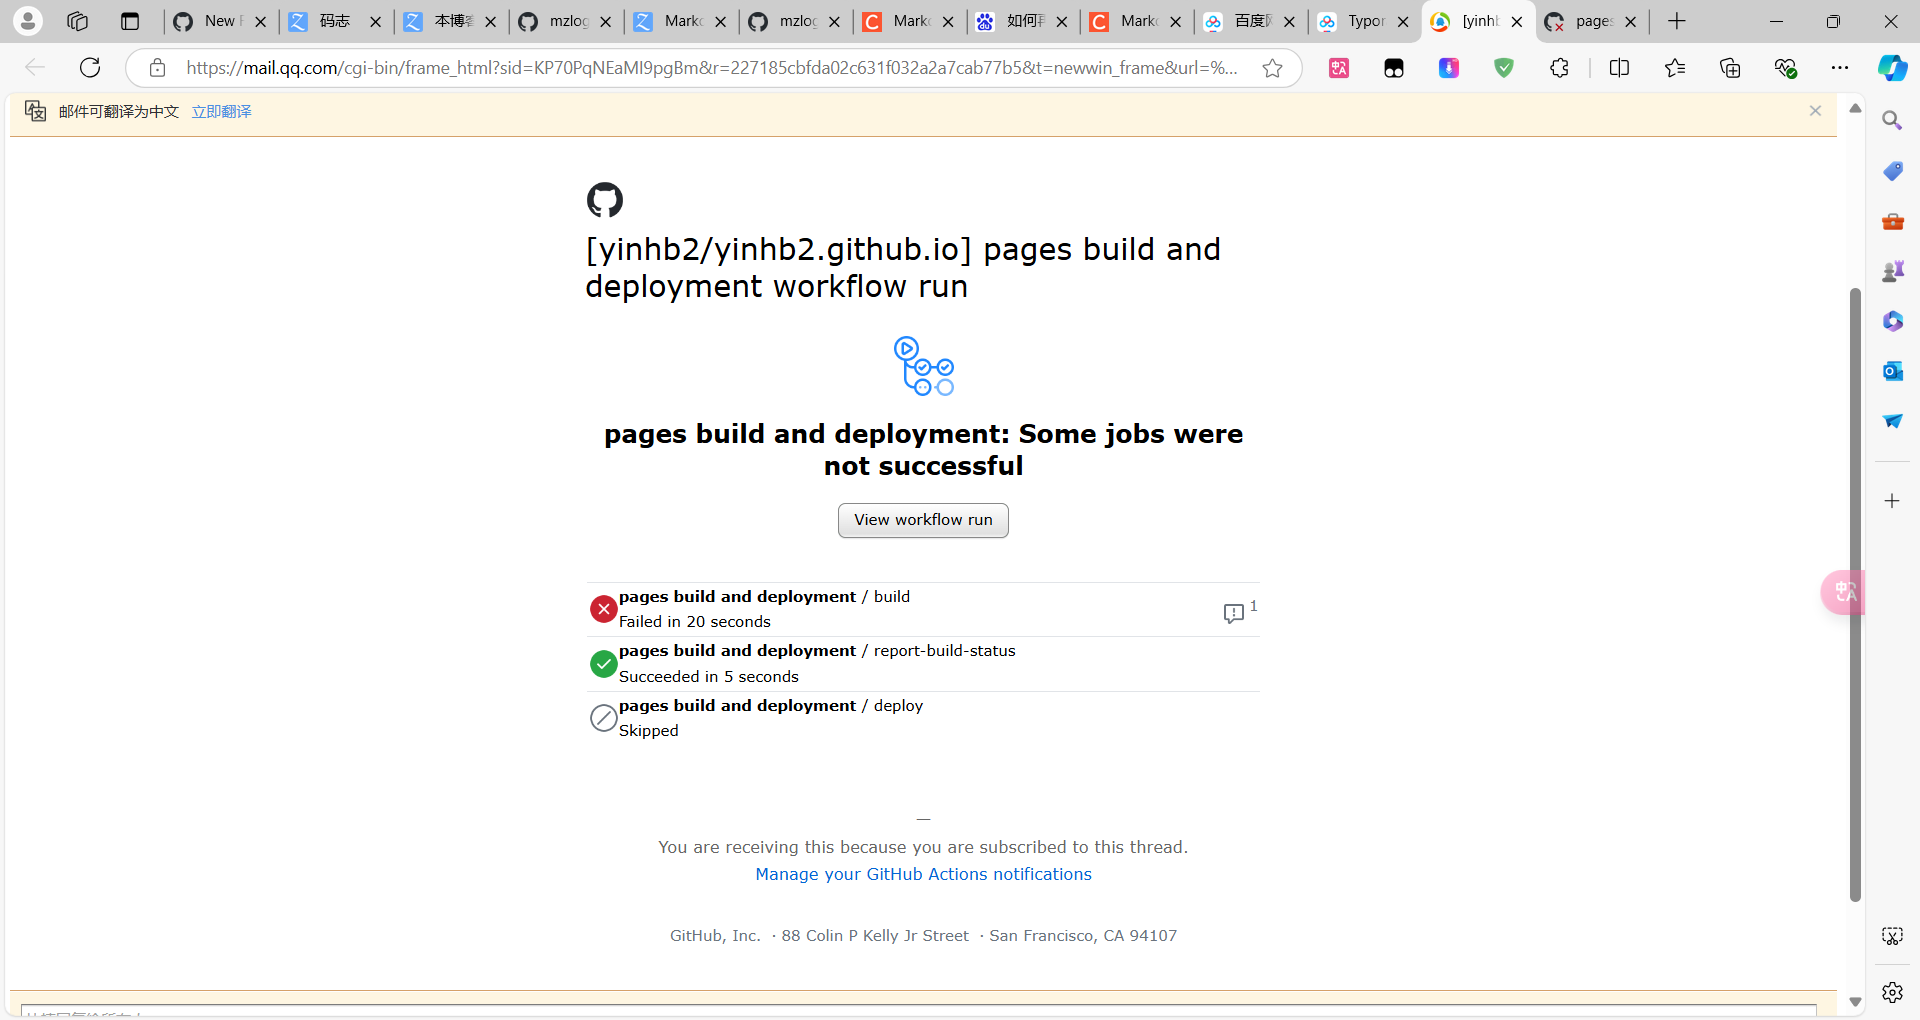 New F
码志
本博客
mzlog
Markd
mzlog
Markd
如何再
Markd
百度网
Typor
[yinhb
pages
https://mail.qq.com/cgi-bin/frame_html?sid=KP70PqNEaMI9pgBm&r=227185cbfda02c631f032a2a7cab77b5&t=newwin_frame&url=%...
邮件可翻译为中文 立即翻译
[yinhb2/yinhb2.github.io] pages build and
deployment workflow run
pages build and deployment: Some jobs were
not successful
View workflow run
pages build and deployment / build
Failed in 20 seconds
1
pages build and deployment / report-build-status
Succeeded in 5 seconds
pages build and deployment / deploy
Skipped
—
You are receiving this because you are subscribed to this thread.
Manage your GitHub Actions notifications
GitHub, Inc. · 88 Colin P Kelly Jr Street · San Francisco, CA 94107